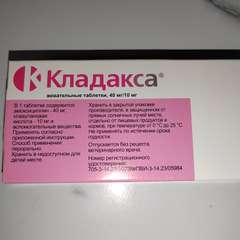 Кладакса®
жевательные таблетки, 40 мг/10 мг
В 1 таблетке содержится
амоксициллин - 40 мг,
клавулановая
кислота - 10 мг и
вспомогательные вещества.
Применять согласно
приложенной инструкции.
Способ применения:
перорально.
Хранить в недоступном для
детей месте.
Хранить в закрытой упаковке
производителя, в защищенном от
прямых солнечных лучей месте,
отдельно от пищевых продуктов и
кормов, при температуре от 0 °С до 25 °С
Не применять по истечении срока
годности.
Отпускается без рецепта
ветеринарного врача.
Номер регистрационного
удостоверения: